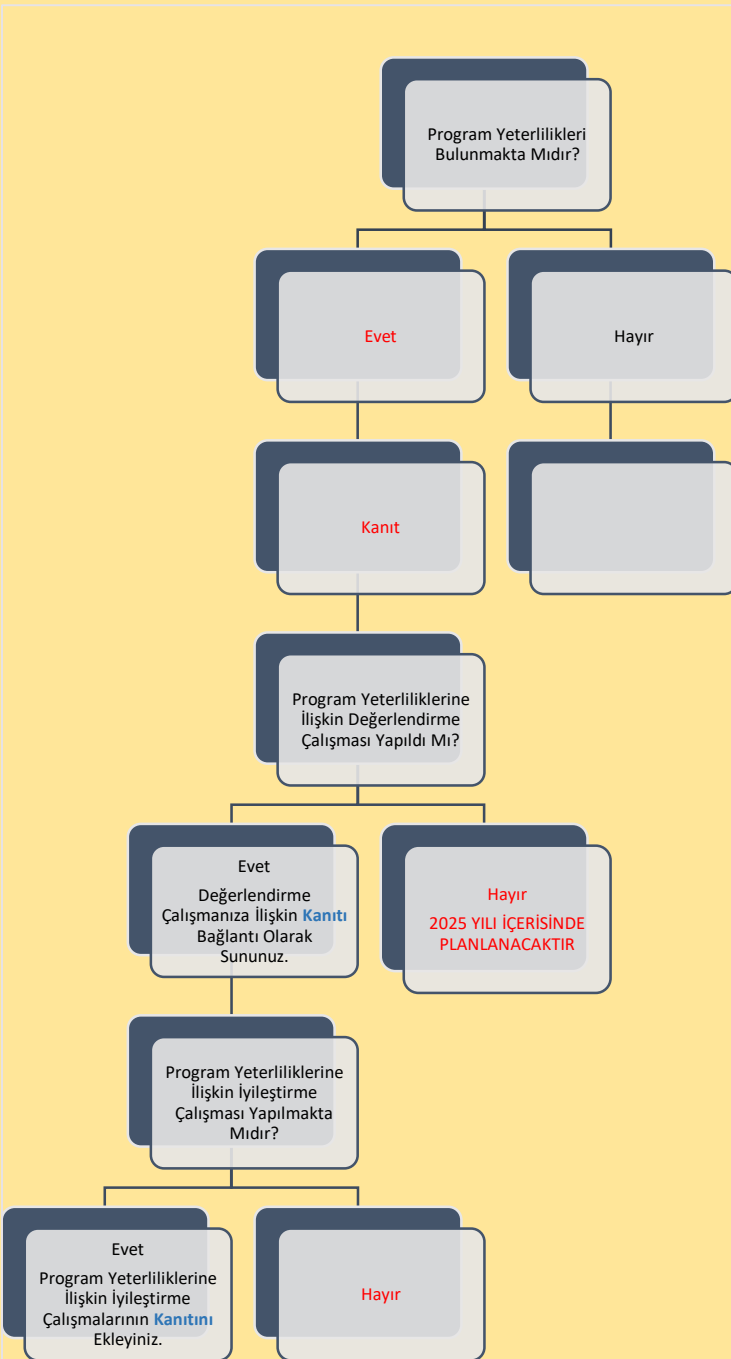 Program Yeterlilikleri
Bulunmakta Mıdır?
Evet
Hayır
Kanıt
Program Yeterliliklerine
İlişkin Değerlendirme
Çalışması Yapıldı Mı?
Evet
Değerlendirme
Çalışmanıza İlişkin Kanıtı
Bağlantı Olarak
Sununuz.
Hayır
2025 YILI İÇERİSİNDE
PLANLANACAKTIR
Program Yeterliliklerine
İlişkin İyileştirme
Çalışması Yapılmakta
Mıdır?
Evet
Program Yeterliliklerine
İlişkin İyileştirme
Çalışmalarının Kanıtını
Ekleyiniz.
Hayır